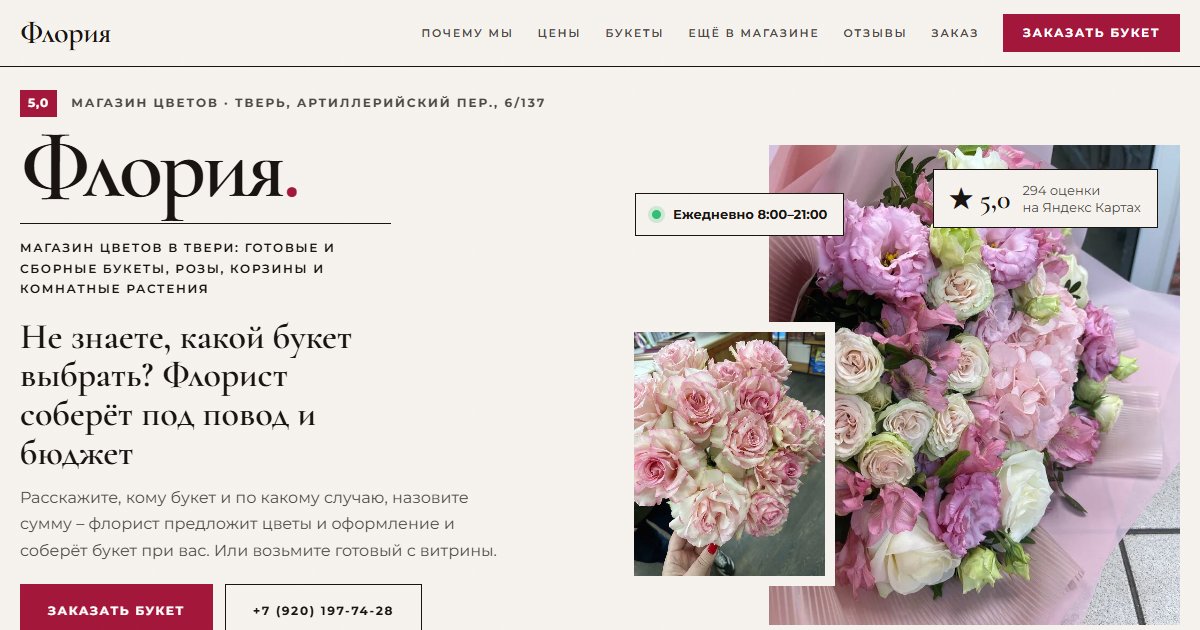 Флория
ПОЧЕМУ МЫ
ЦЕНЫ
БУКЕТЫ
ЕЩЁ В МАГАЗИНЕ
ОТЗЫВЫ
ЗАКАЗ
ЗАКАЗАТЬ БУКЕТ
5,0
МАГАЗИН ЦВЕТОВ · ТВЕРЬ, АРТИЛЛЕРИЙСКИЙ ПЕР., 6/137
Флория.
МАГАЗИН ЦВЕТОВ В ТВЕРИ: ГОТОВЫЕ И
СБОРНЫЕ БУКЕТЫ, РОЗЫ, КОРЗИНЫ И
КОМНАТНЫЕ РАСТЕНИЯ
Не знаете, какой букет
выбрать? Флорист
соберёт под повод и
бюджет
Расскажите, кому букет и по какому случаю, назовите
сумму – флорист предложит цветы и оформление и
соберёт букет при вас. Или возьмите готовый с витрины.
ЗАКАЗАТЬ БУКЕТ
+7 (920) 197-74-28
Ежедневно 8:00–21:00
★ 5,0
294 оценки
на Яндекс Картах